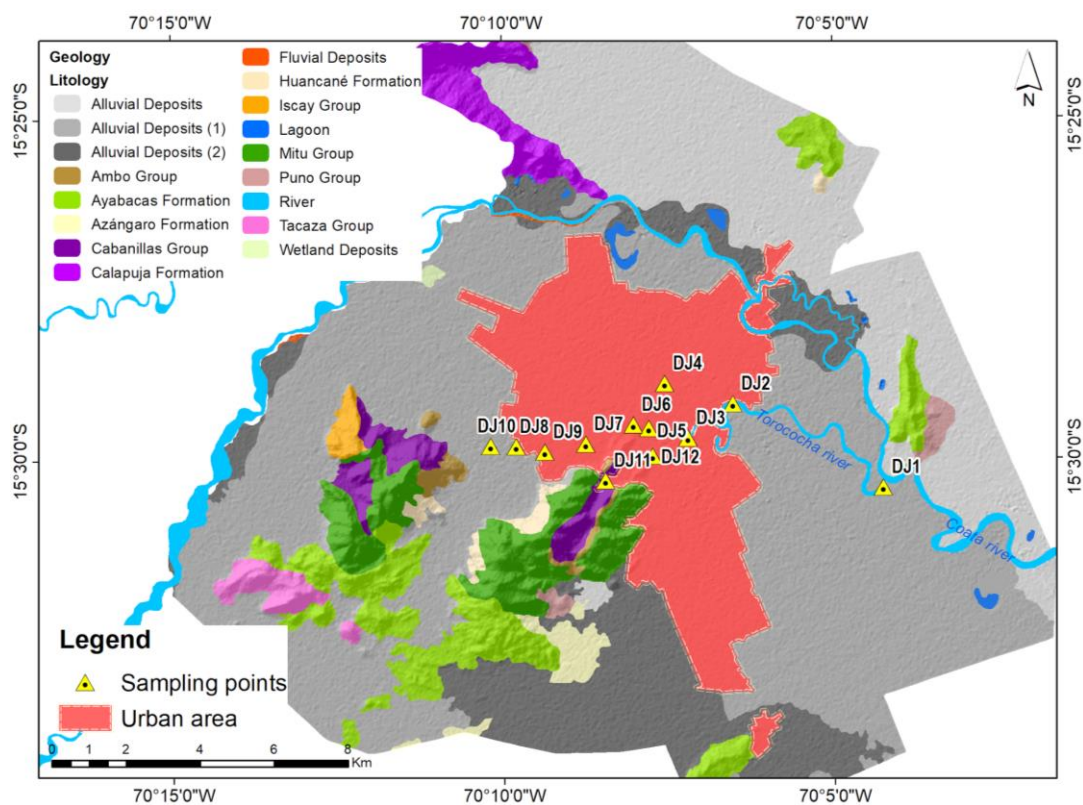 70°15'0"W 70°10'0"W 70°5'0"W
Geology
Litology
Alluvial Deposits
Alluvial Deposits (1)
Alluvial Deposits (2)
Ambo Group
Ayabacas Formation
Azángaro Formation
Cabanillas Group
Calapuja Formation
Fluvial Deposits
Huancané Formation
Iscay Group
Lagoon
Mitu Group
Puno Group
River
Tacaza Group
Wetland Deposits
N
15°25'0"S 15°25'0"S
DJ4
DJ2
DJ6
DJ3
DJ7
DJ5
DJ10
DJ8
DJ9
DJ12
DJ11
DJ1
Torococha river
Coata river
15°30'0"S 15°30'0"S
Legend
Sampling points
Urban area
0 1 2 4 6 8
Km
70°15'0"W 70°10'0"W 70°5'0"W